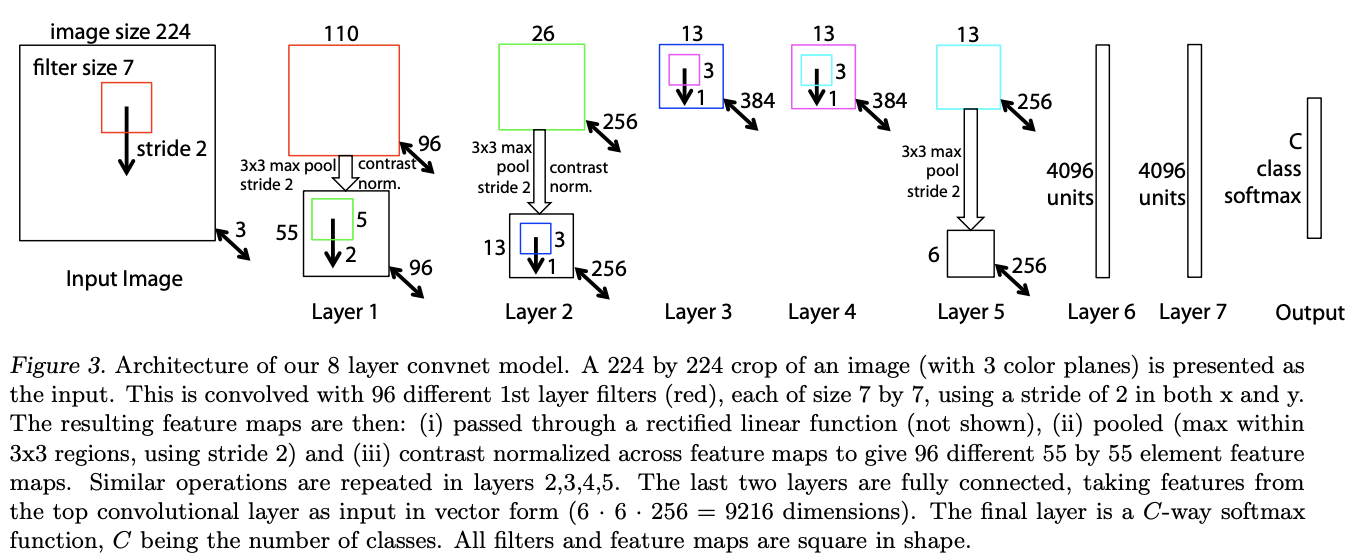 image size 224
filter size 7
stride 2
3
Input Image
110
96
3x3 max pool
stride 2
contrast
norm.
55
5
2
96
Layer 1
26
256
3x3 max
pool
stride 2
contrast
norm.
13
3
1
256
Layer 2
13
3
1
384
Layer 3
13
3
1
384
Layer 4
13
256
3x3 max
pool
stride 2
6
256
Layer 5
4096
units
Layer 6
4096
units
Layer 7
C
class
softmax
Output
Figure 3. Architecture of our 8 layer convnet model. A 224 by 224 crop of an image (with 3 color planes) is presented as
the input. This is convolved with 96 different 1st layer filters (red), each of size 7 by 7, using a stride of 2 in both x and y.
The resulting feature maps are then: (i) passed through a rectified linear function (not shown), (ii) pooled (max within
3x3 regions, using stride 2) and (iii) contrast normalized across feature maps to give 96 different 55 by 55 element feature
maps. Similar operations are repeated in layers 2,3,4,5. The last two layers are fully connected, taking features from
the top convolutional layer as input in vector form (6 · 6 · 256 = 9216 dimensions). The final layer is a C-way softmax
function, C being the number of classes. All filters and feature maps are square in shape.